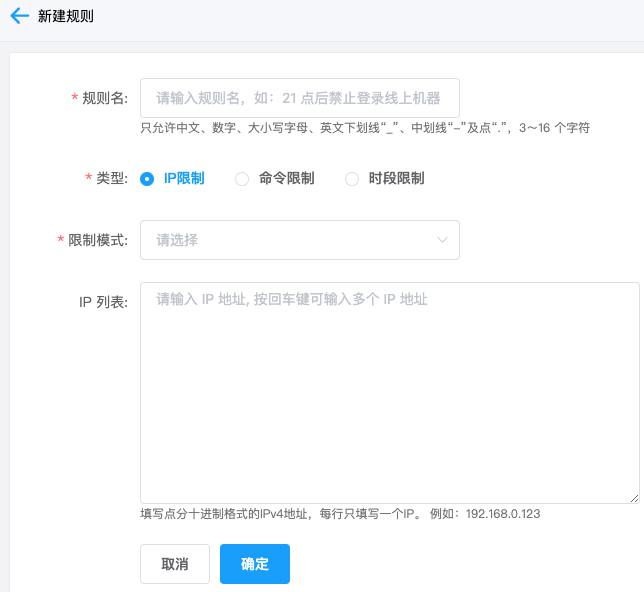 新建规则
* 规则名:
请输入规则名，如：21 点后禁止登录线上机器
只允许中文、数字、大小写字母、英文下划线“_”、中划线“-”及点“.”，3～16 个字符
* 类型: IP限制 命令限制 时段限制
* 限制模式: 请选择
IP 列表: 请输入 IP 地址, 按回车键可输入多个 IP 地址
填写点分十进制格式的IPv4地址，每行只填写一个IP。 例如：192.168.0.123
取消 确定